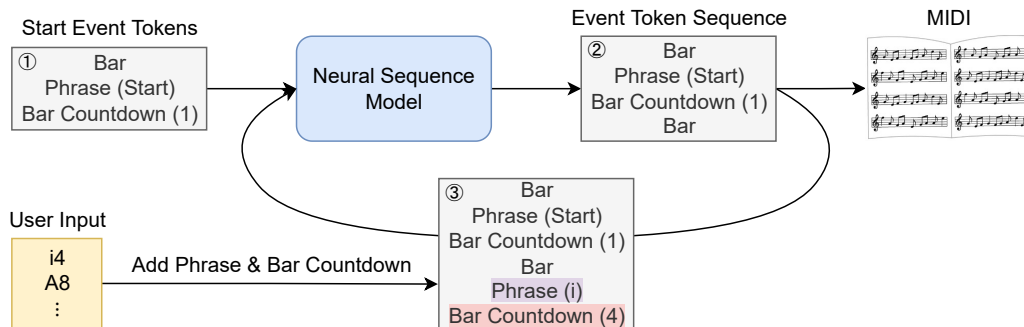 Start Event Tokens
①
Bar
Phrase (Start)
Bar Countdown (1)
Neural Sequence
Model
Event Token Sequence
②
Bar
Phrase (Start)
Bar Countdown (1)
Bar
MIDI
User Input
i4
A8
⋮
Add Phrase & Bar Countdown
③
Bar
Phrase (Start)
Bar Countdown (1)
Bar
Phrase (i)
Bar Countdown (4)